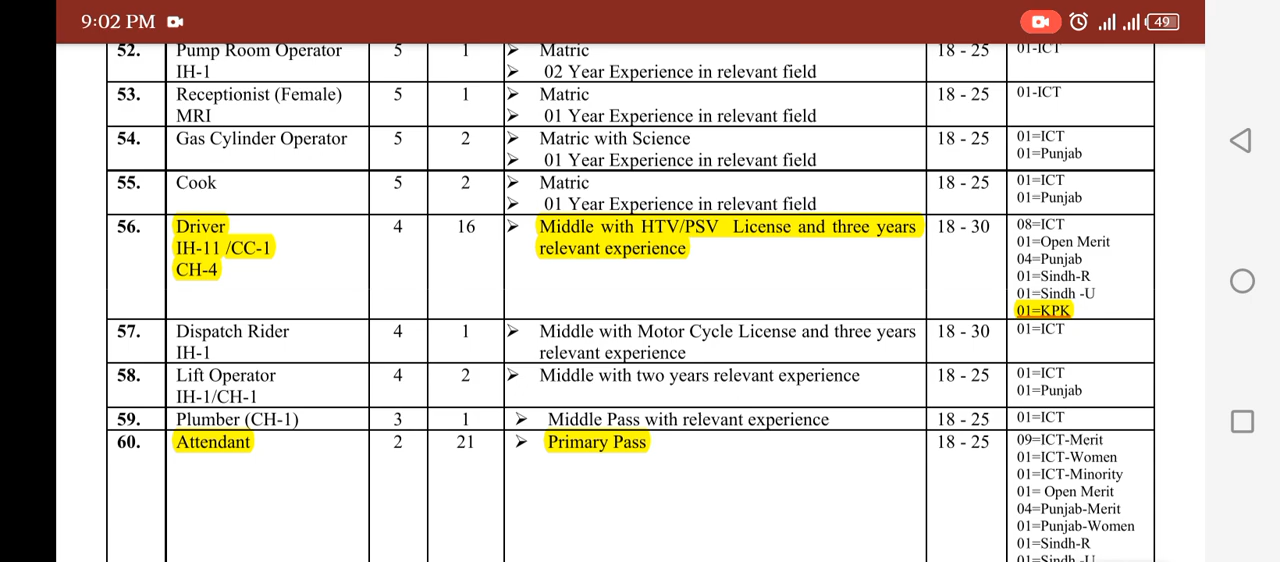 9:02 PM
49
52. Pump Room Operator 5 1 ➢ Matric 18 - 25 01-ICT
IH-1 ➢ 02 Year Experience in relevant field
53. Receptionist (Female) 5 1 ➢ Matric 18 - 25 01-ICT
MRI ➢ 01 Year Experience in relevant field
54. Gas Cylinder Operator 5 2 ➢ Matric with Science 18 - 25 01=ICT
➢ 01 Year Experience in relevant field 01=Punjab
55. Cook 5 2 ➢ Matric 18 - 25 01=ICT
➢ 01 Year Experience in relevant field 01=Punjab
56. Driver 4 16 ➢ Middle with HTV/PSV License and three years 18 - 30 08=ICT
IH-11 /CC-1 relevant experience 01=Open Merit
CH-4 04=Punjab
01=Sindh-R
01=Sindh -U
01=KPK
57. Dispatch Rider 4 1 ➢ Middle with Motor Cycle License and three years 18 - 30 01=ICT
IH-1 relevant experience
58. Lift Operator 4 2 ➢ Middle with two years relevant experience 18 - 25 01=ICT
IH-1/CH-1 01=Punjab
59. Plumber (CH-1) 3 1 ➢ Middle Pass with relevant experience 18 - 25 01=ICT
60. Attendant 2 21 ➢ Primary Pass 18 - 25 09=ICT-Merit
01=ICT-Women
01=ICT-Minority
01= Open Merit
04=Punjab-Merit
01=Punjab-Women
01=Sindh-R
01=Sindh -U